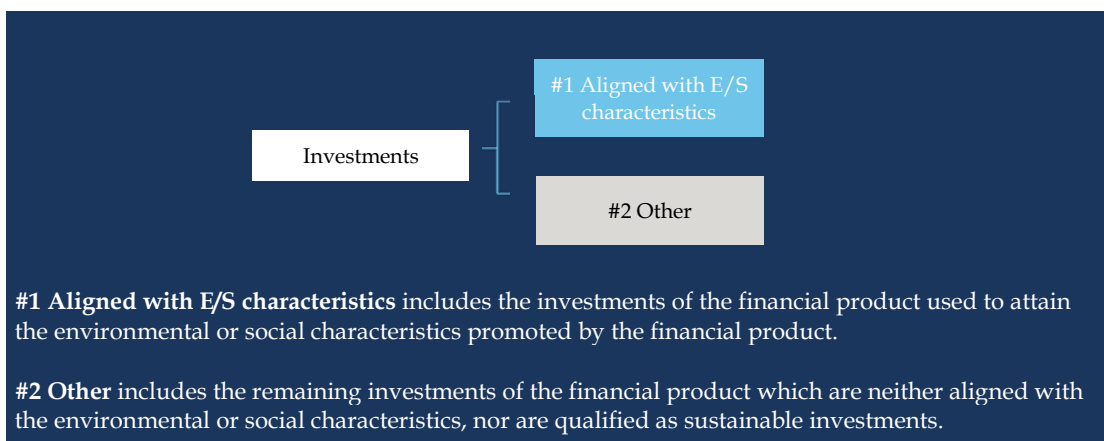 #1 Aligned with E/S
characteristics
Investments
#2 Other
#1 Aligned with E/S characteristics includes the investments of the financial product used to attain
the environmental or social characteristics promoted by the financial product.
#2 Other includes the remaining investments of the financial product which are neither aligned with
the environmental or social characteristics, nor are qualified as sustainable investments.